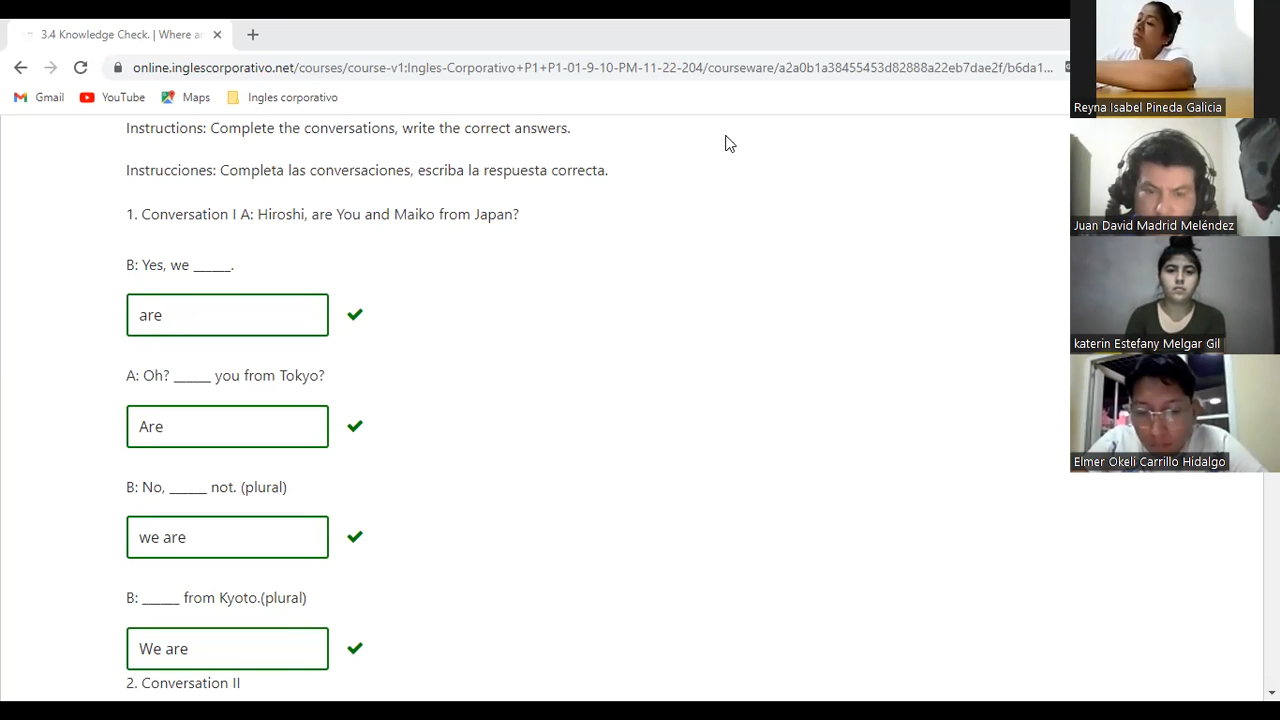 3.4 Knowledge Check. | Where a
online.inglescorporativo.net/courses/course-v1:Ingles-Corporativo+P1+P1-01-9-10-PM-11-22-204/courseware/a2a0b1a38455453d82888a22eb7dae2f/b6da1...
Gmail YouTube Maps Ingles corporativo
Instructions: Complete the conversations, write the correct answers.
Instrucciones: Completa las conversaciones, escriba la respuesta correcta.
1. Conversation I A: Hiroshi, are You and Maiko from Japan?
B: Yes, we ______.
are
A: Oh? ______ you from Tokyo?
Are
B: No, ______ not. (plural)
we are
B: ______ from Kyoto.(plural)
We are
2. Conversation II
Reyna Isabel Pineda Galicia
Juan David Madrid Meléndez
katerin Estefany Melgar Gil
Elmer Okeli Carrillo Hidalgo